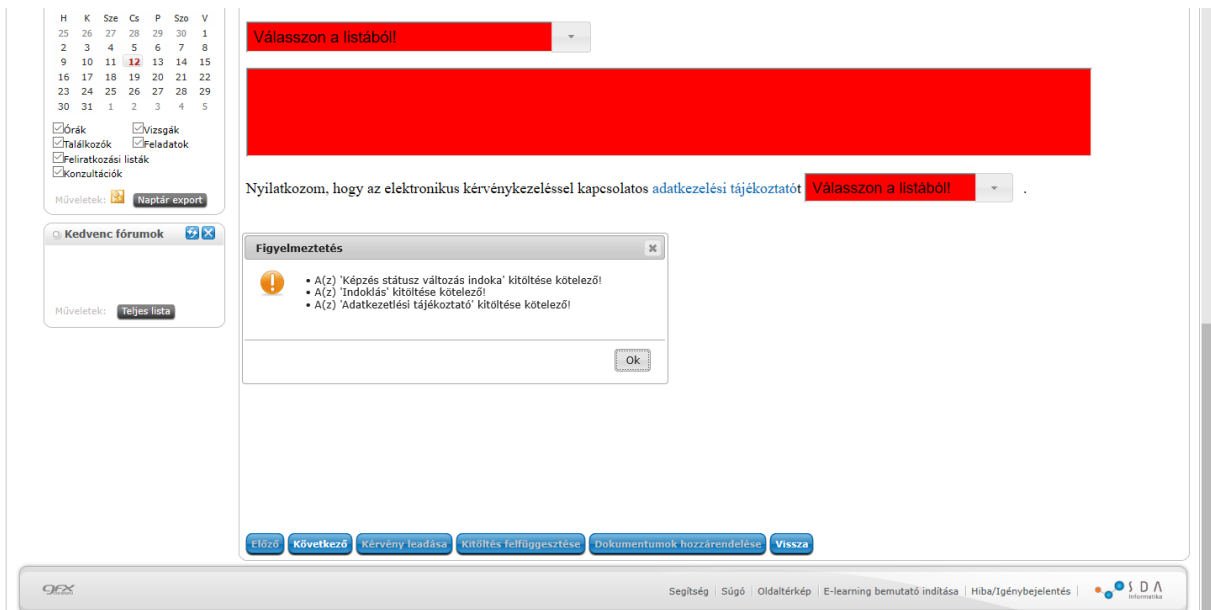 H K Sze Cs P Szo V
25 26 27 28 29 30 1
2 3 4 5 6 7 8
9 10 11 12 13 14 15
16 17 18 19 20 21 22
23 24 25 26 27 28 29
30 31 1 2 3 4 5
Órák Vizsgák
Találkozók Feladatok
Feliratkozási listák
Konzultációk
Műveletek: Naptár export
Kedvenc fórumok
Műveletek: Teljes lista
Válasszon a listából!
Nyilatkozom, hogy az elektronikus kérvénykezeléssel kapcsolatos adatkezelési tájékoztatót Válasszon a listából! .
Figyelmeztetés
• A(z) 'Képzés státusz változás indoka' kitöltése kötelező!
• A(z) 'Indoklás' kitöltése kötelező!
• A(z) 'Adatkezetlési tájékoztató' kitöltése kötelező!
Ok
Előző Következő Kérvény leadása Kitöltés felfüggesztése Dokumentumok hozzárendelése Vissza
Segítség Súgó Oldaltérkép E-learning bemutató indítása Hiba/Igénybejelentés
SDA
Informatika